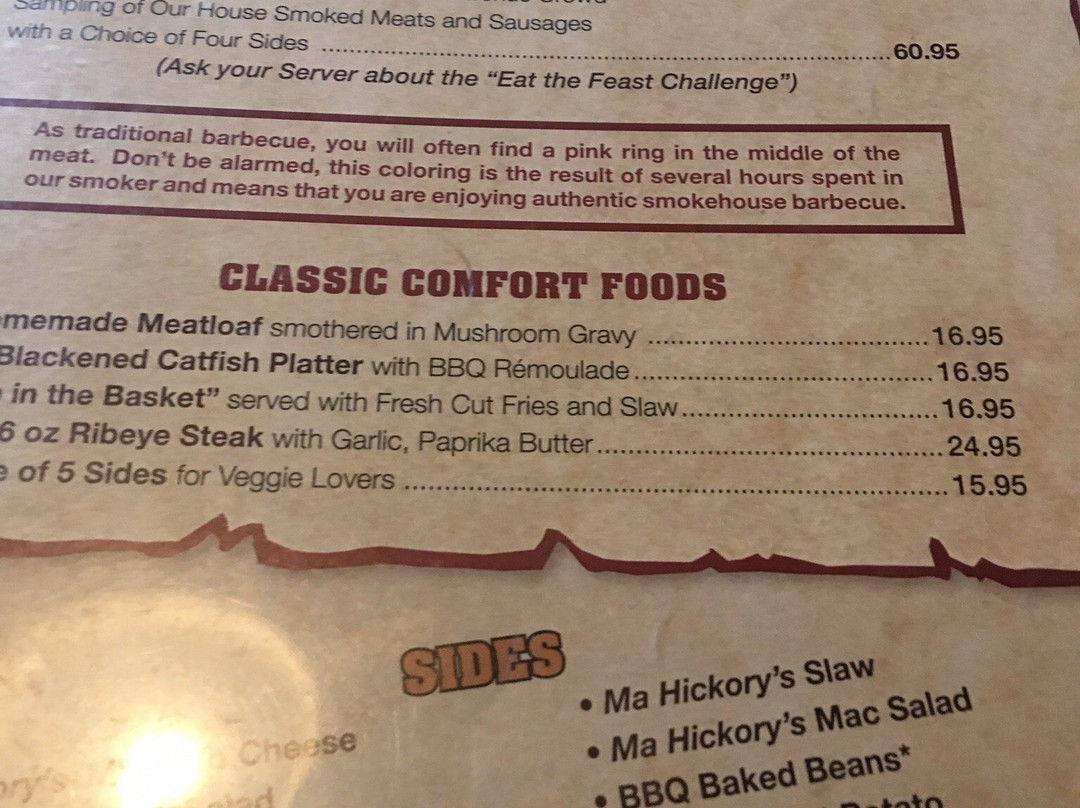 Sampling of Our House Smoked Meats and Sausages
with a Choice of Four Sides ........ 60.95
(Ask your Server about the “Eat the Feast Challenge”)
As traditional barbecue, you will often find a pink ring in the middle of the
meat. Don't be alarmed, this coloring is the result of several hours spent in
our smoker and means that you are enjoying authentic smokehouse barbecue.
CLASSIC COMFORT FOODS
memade Meatloaf smothered in Mushroom Gravy ........ 16.95
Blackened Catfish Platter with BBQ Rémoulade ........ 16.95
in the Basket” served with Fresh Cut Fries and Slaw ........ 16.95
6 oz Ribeye Steak with Garlic, Paprika Butter ........ 24.95
of 5 Sides for Veggie Lovers ........ 15.95
SIDES
• Ma Hickory's Slaw
• Ma Hickory's Mac Salad
• BBQ Baked Beans*
Cheese